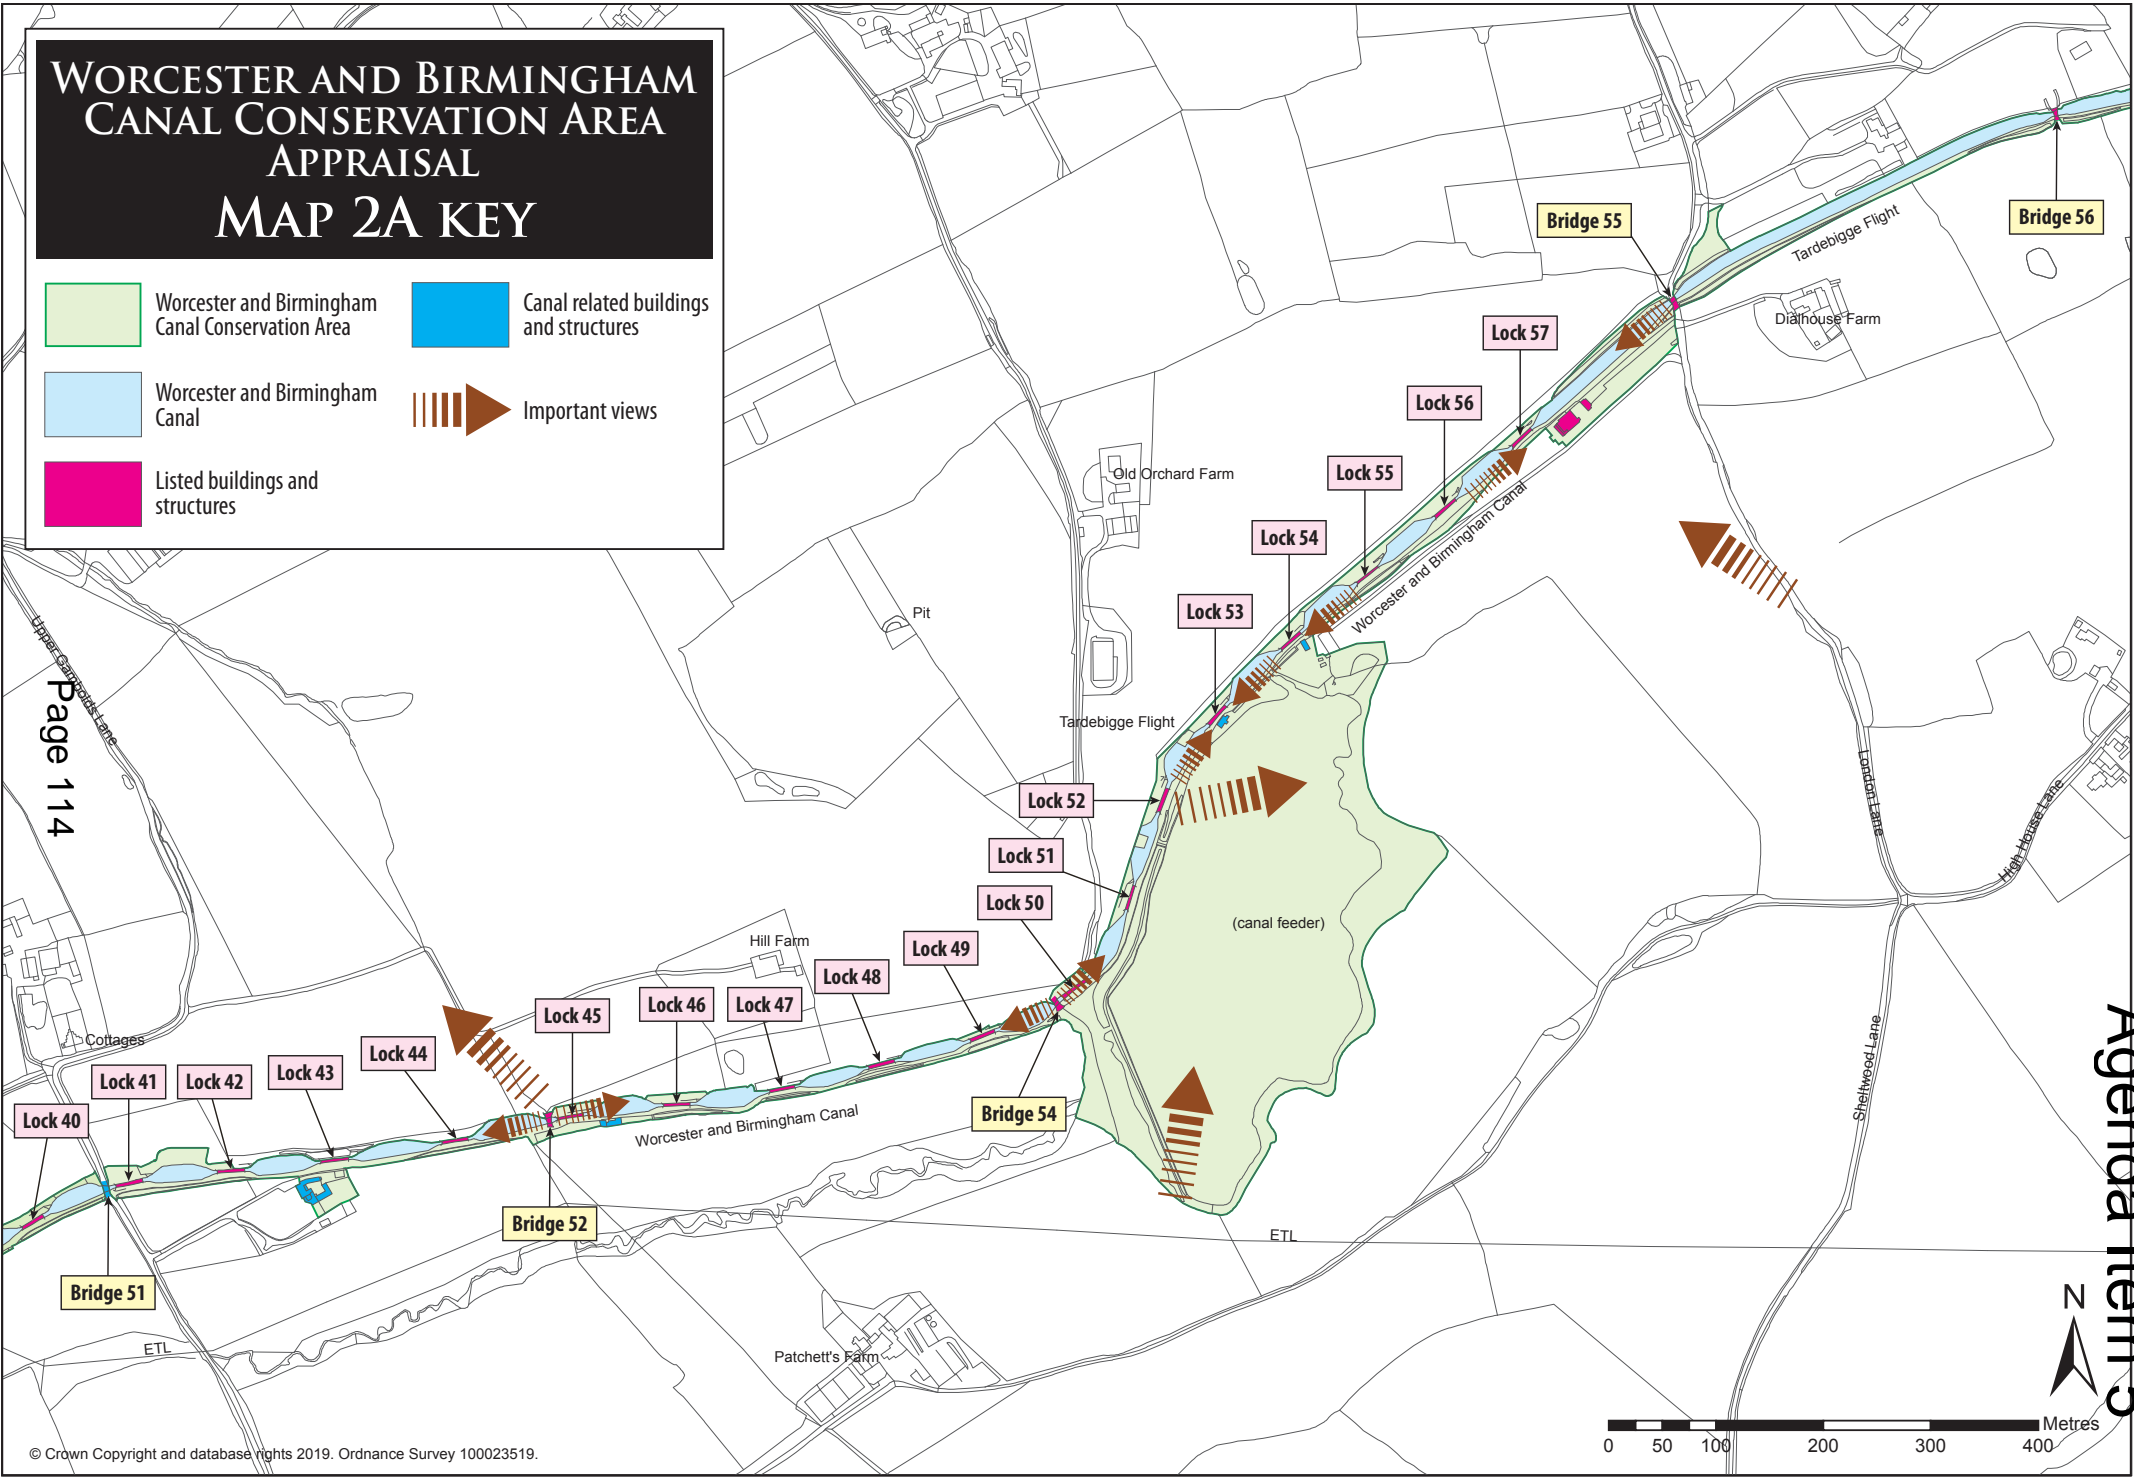 WORCESTER AND BIRMINGHAM
CANAL CONSERVATION AREA
APPRAISAL
MAP 2A KEY
Worcester and Birmingham
Canal Conservation Area
Canal related buildings
and structures
Worcester and Birmingham
Canal
Important views
Listed buildings and
structures
Bridge 56
Bridge 55
Tardebigge Flight
Dialhouse Farm
Lock 57
Lock 56
Old Orchard Farm
Lock 55
Worcester and Birmingham Canal
Lock 54
Lock 53
Pit
Upper Gambolds Lane
Page 114
Tardebigge Flight
Lock 52
London Lane
High House Lane
Lock 51
Lock 50
(canal feeder)
Hill Farm
Lock 49
Lock 48
Lock 47
Lock 46
Lock 45
Cottages
Lock 44
Lock 43
Lock 42
Lock 41
Lock 40
Bridge 54
Worcester and Birmingham Canal
Sheltwood Lane
Agenda Item 5
Bridge 52
ETL
Bridge 51
ETL
Patchett's Farm
N
Metres
0 50 100 200 300 400
© Crown Copyright and database rights 2019. Ordnance Survey 100023519.